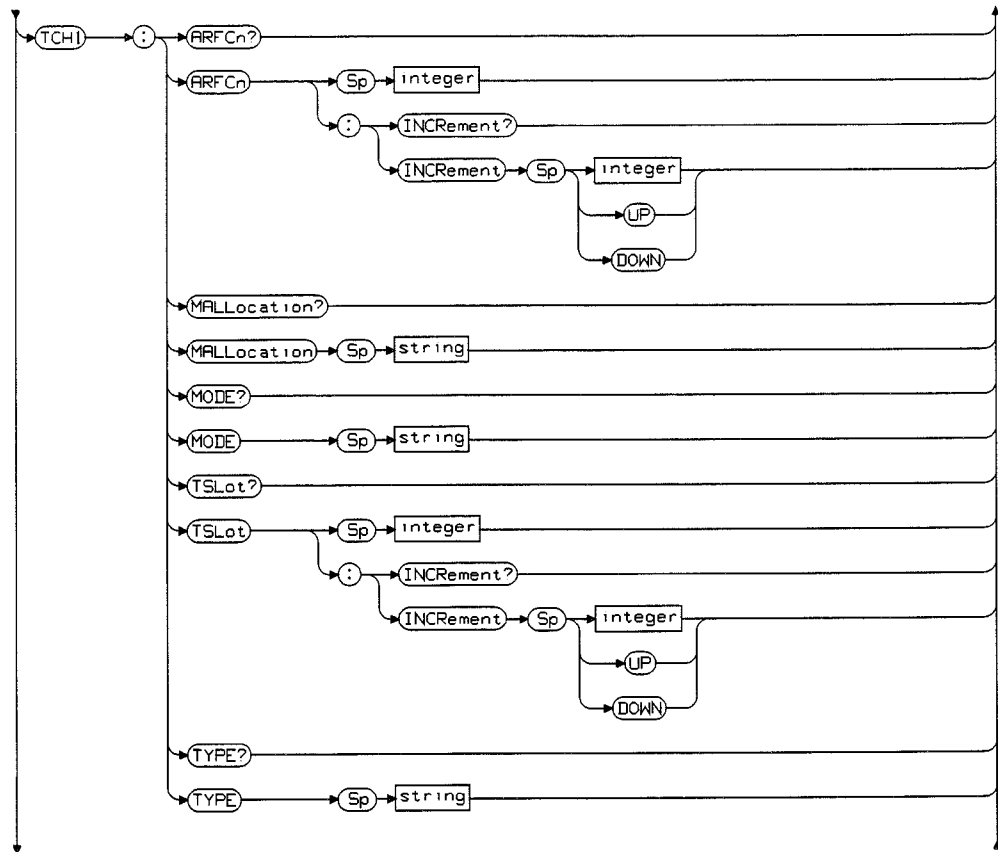 TCH1 : ARFCn?
ARFCn Sp integer
: INCRement?
INCRement Sp integer
UP
DOWN
MALLocation?
MALLocation Sp string
MODE?
MODE Sp string
TSLot?
TSLot Sp integer
: INCRement?
INCRement Sp integer
UP
DOWN
TYPE?
TYPE Sp string